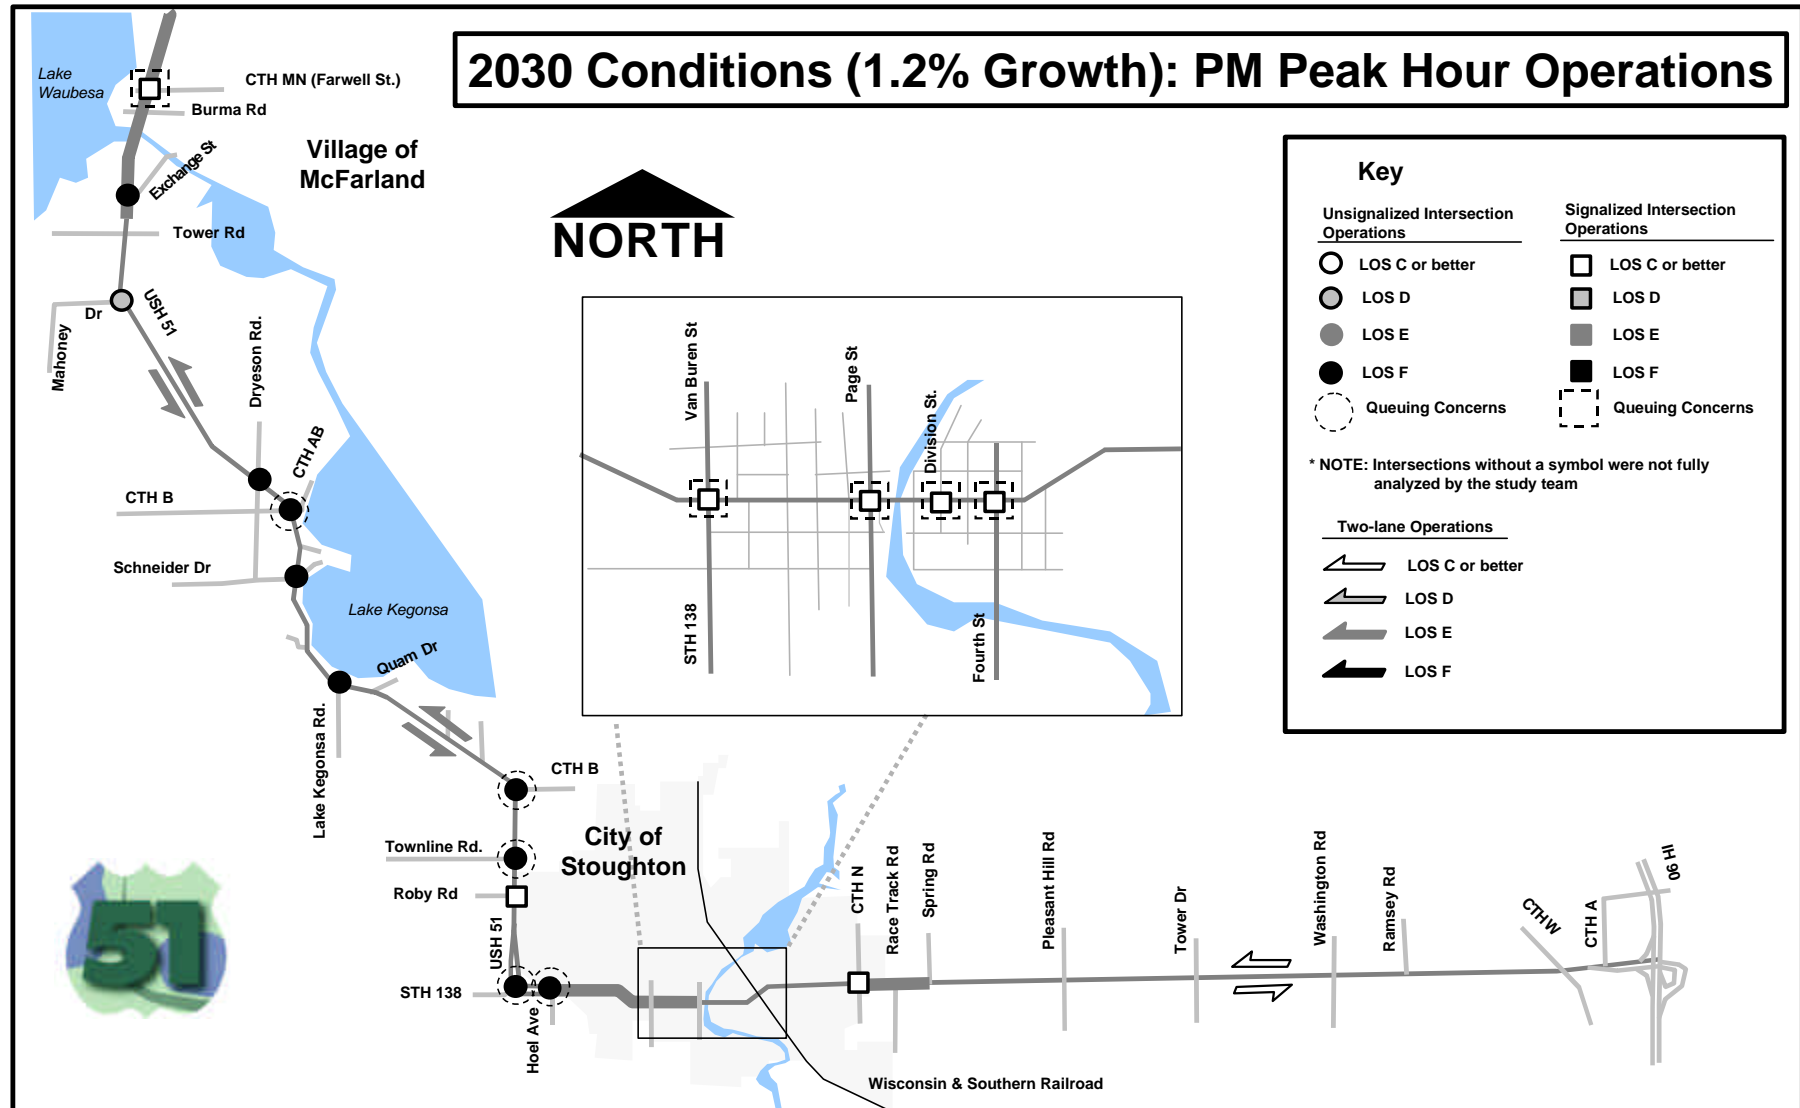 2030 Conditions (1.2% Growth): PM Peak Hour Operations
Lake
Waubesa
CTH MN (Farwell St.)
Burma Rd
Village of
McFarland
Exchange St
Tower Rd
NORTH
Dr
Mahoney
USH 51
Dryeson Rd.
CTH AB
CTH B
Schneider Dr
Lake Kegonsa
Quam Dr
Lake Kegonsa Rd.
CTH B
Townline Rd.
Roby Rd
USH 51
STH 138
Hoel Ave
City of
Stoughton
Van Buren St
Page St
Division St.
STH 138
Fourth St
Key
Unsignalized Intersection
Operations
LOS C or better
LOS D
LOS E
LOS F
Queuing Concerns
Signalized Intersection
Operations
LOS C or better
LOS D
LOS E
LOS F
Queuing Concerns
* NOTE: Intersections without a symbol were not fully
analyzed by the study team
Two-lane Operations
LOS C or better
LOS D
LOS E
LOS F
CTH N
Race Track Rd
Spring Rd
Pleasant Hill Rd
Tower Dr
Washington Rd
Ramsey Rd
CTH W
CTH A
IH 90
Wisconsin & Southern Railroad
51